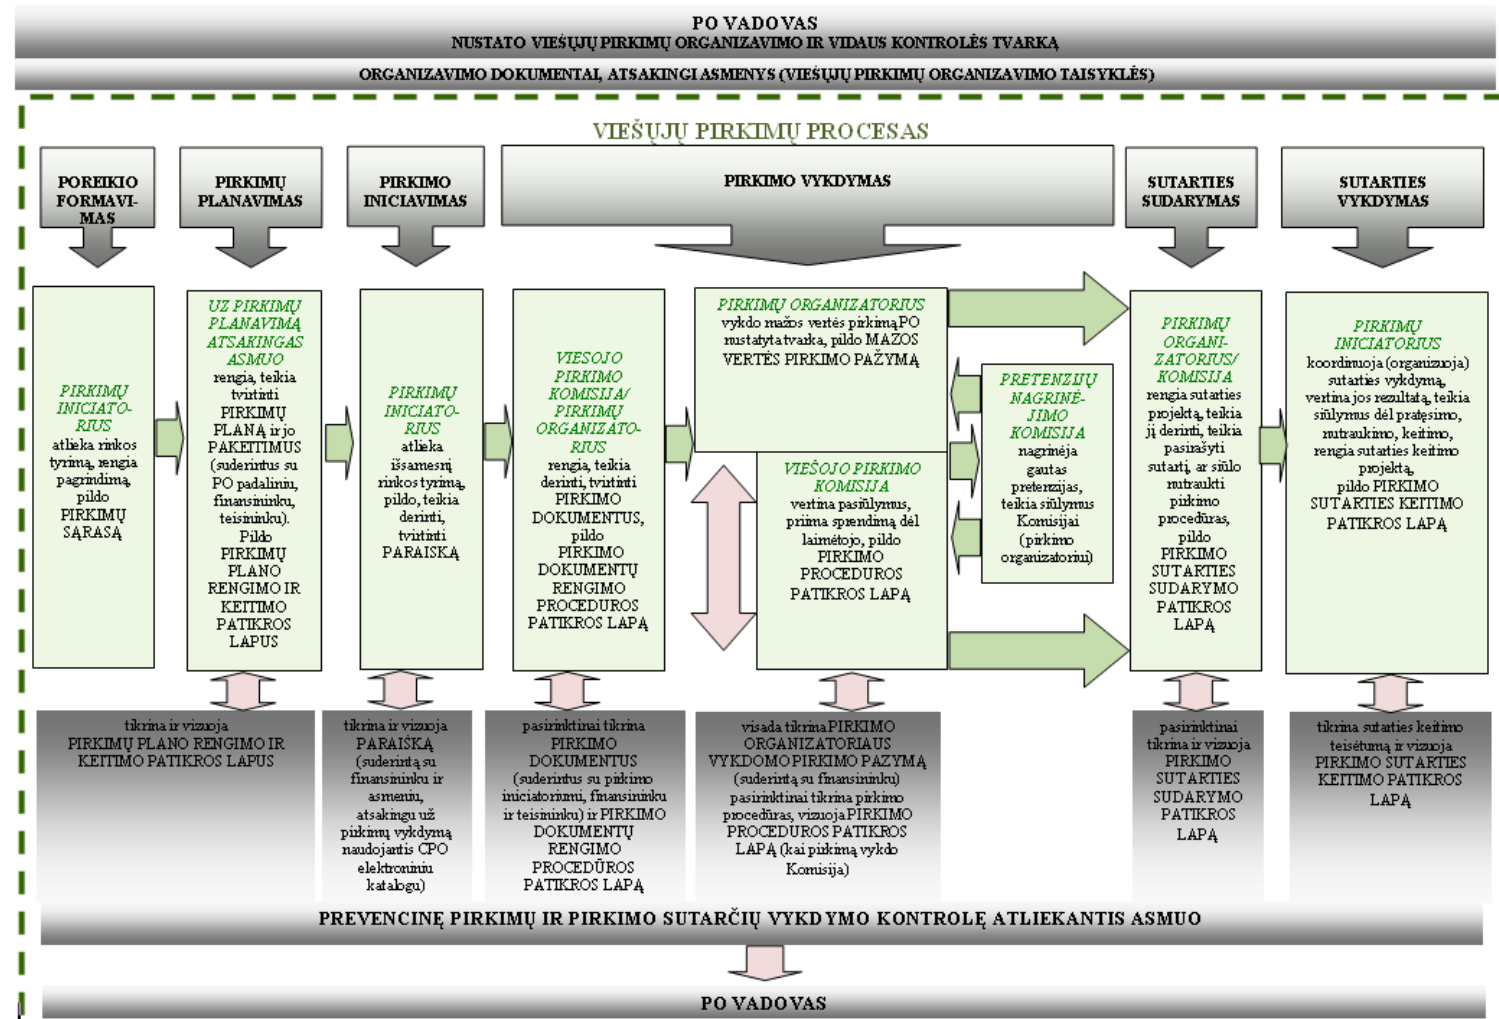 PO VADOVAS
NUSTATO VIEŠŲJŲ PIRKIMŲ ORGANIZAVIMO IR VIDAUS KONTROLĖS TVARKĄ
ORGANIZAVIMO DOKUMENTAI, ATSAKINGI ASMENYS (VIEŠŲJŲ PIRKIMŲ ORGANIZAVIMO TAISYKLĖS)
VIEŠŲJŲ PIRKIMŲ PROCESAS
POREIKIO
FORMAVI-
MAS
PIRKIMŲ
PLANAVIMAS
PIRKIMO
INICIAVIMAS
PIRKIMO VYKDYMAS
SUTARTIES
SUDARYMAS
SUTARTIES
VYKDYMAS
PIRKIMŲ
INICIATO-
RIUS
atlieka rinkos
tyrimą, rengia
pagrindimą,
pildo
PIRKIMŲ
SĄRAŠĄ
UŽ PIRKIMŲ
PLANAVIMĄ
ATSAKINGAS
ASMUO
rengia, teikia
tvirtinti
PIRKIMŲ
PLANĄ ir jo
PAKEITIMUS
(suderintus su
PO padaliniu,
finansininku,
teisininku).
Pildo
PIRKIMŲ
PLANO
RENGIMO IR
KEITIMO
PATIKROS
LAPUS
PIRKIMŲ
INICIATO-
RIUS
atlieka
išsamesnį
rinkos tyrimą,
pildo, teikia
derinti,
tvirtinti
PARAISKĄ
VIESOJO
PIRKIMO
KOMISIJA/
PIRKIMŲ
ORGANIZATO-
RIUS
rengia, teikia
derinti, tvirtinti
PIRKIMO
DOKUMENTUS,
pildo
PIRKIMO
DOKUMENTŲ
RENGIMO
PROCEDUROS
PATIKROS LAPĄ
PIRKIMŲ ORGANIZATORIUS
vykdo mažos vertės pirkimą PO
nustatyta tvarka, pildo MAZOS
VERTĖS PIRKIMO PAŽYMĄ
VIEŠOJO PIRKIMO
KOMISIJA
vertina pasiūlymus,
priima sprendimą dėl
laimėtojo, pildo
PIRKIMO
PROCEDUROS
PATIKROS LAPĄ
PRETENZIJŲ
NAGRINĖ-
JIMO
KOMISIJA
nagrinėja
gautas
pretenzijas,
teikia siūlymus
Komisijai
(pirkimo
organizatoriui)
PIRKIMŲ
ORGANI-
ZATORIUS/
KOMISIJA
rengia sutarties
projektą, teikia
jį derinti, teikia
pasirašyti
sutartį, ar siūlo
nutraukti
pirkimo
procedūras,
pildo
PIRKIMO
SUTARTIES
SUDARYMO
PATIKROS
LAPĄ
PIRKIMŲ
INICIATORIUS
koordinuoja (organizuoja)
sutarties vykdymą,
vertina jos rezultatą, teikia
siūlymus dėl pratęsimo,
nutraukimo, keitimo,
rengia sutarties keitimo
projektą,
pildo PIRKIMO
SUTARTIES KEITIMO
PATIKROS LAPĄ
tikrina ir vizuoja
PIRKIMŲ PLANO RENGIMO IR
KEITIMO PATIKROS LAPUS
tikrina ir vizuoja
PARAIŠKĄ
(suderintą su
finansininku ir
asmeniu,
atsakingu už
pirkimų vykdymą
naudojantis CPO
elektroniniu
katalogu)
pasirinktinai tikrina
PIRKIMO
DOKUMENTUS
(suderintus su pirkimo
iniciatoriumi, finansininku
ir teisininku) ir PIRKIMO
DOKUMENTŲ
RENGIMO
PROCEDŪROS
PATIKROS LAPĄ
visada tikrina PIRKIMO
ORGANIZATORIAUS
VYKDOMO PIRKIMO PAZYMĄ
(suderintą su finansininku)
pasirinktinai tikrina pirkimo
procedūras, vizuoja PIRKIMO
PROCEDUROS PATIKROS
LAPĄ (kai pirkimą vykdo
Komisija)
pasirinktinai
tikrina ir vizuoja
PIRKIMO
SUTARTIES
SUDARYMO
PATIKROS
LAPĄ
tikrina sutarties keitimo
teisėtumą ir vizuoja
PIRKIMO SUTARTIES
KEITIMO PATIKROS
LAPĄ
PREVENCINĘ PIRKIMŲ IR PIRKIMO SUTARČIŲ VYKDYMO KONTROLĘ ATLIEKANTIS ASMUO
PO VADOVAS